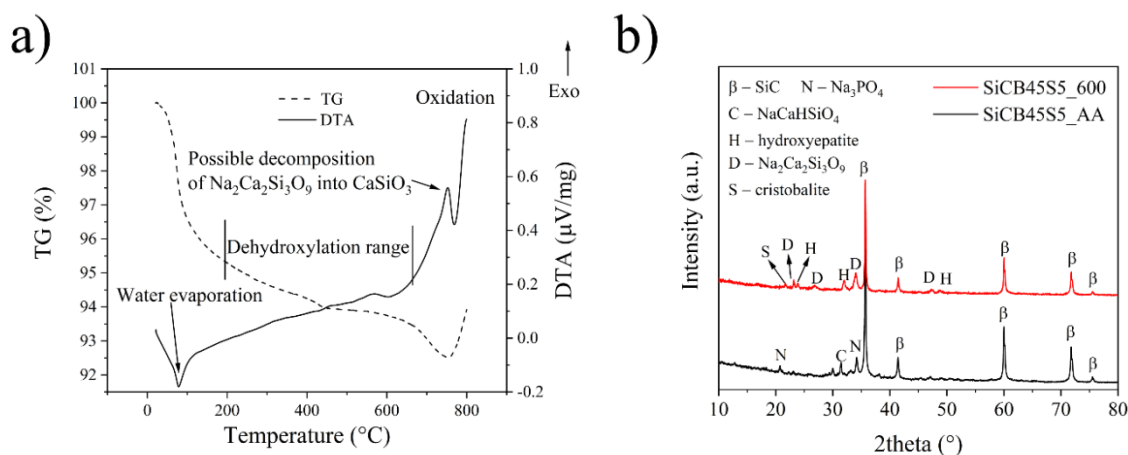 a)
101
100
99
98
97
96
95
94
93
92
TG (%)
0
200
400
600
800
Temperature (°C)
1.0
0.8
0.6
0.4
0.2
0.0
-0.2
DTA (μV/mg)
Exo
TG
DTA
Oxidation
Possible decomposition
of Na₂Ca₂Si₃O₉ into CaSiO₃
Dehydroxylation range
Water evaporation
b)
Intensity (a.u.)
β – SiC N – Na₃PO₄
C – NaCaHSiO₄
H – hydroxyepatite
D – Na₂Ca₂Si₃O₉
S – cristobalite
SiCB45S5_600
SiCB45S5_AA
S D H D H D β β D H β β β
N C N β β β β
10 20 30 40 50 60 70 80
2theta (°)